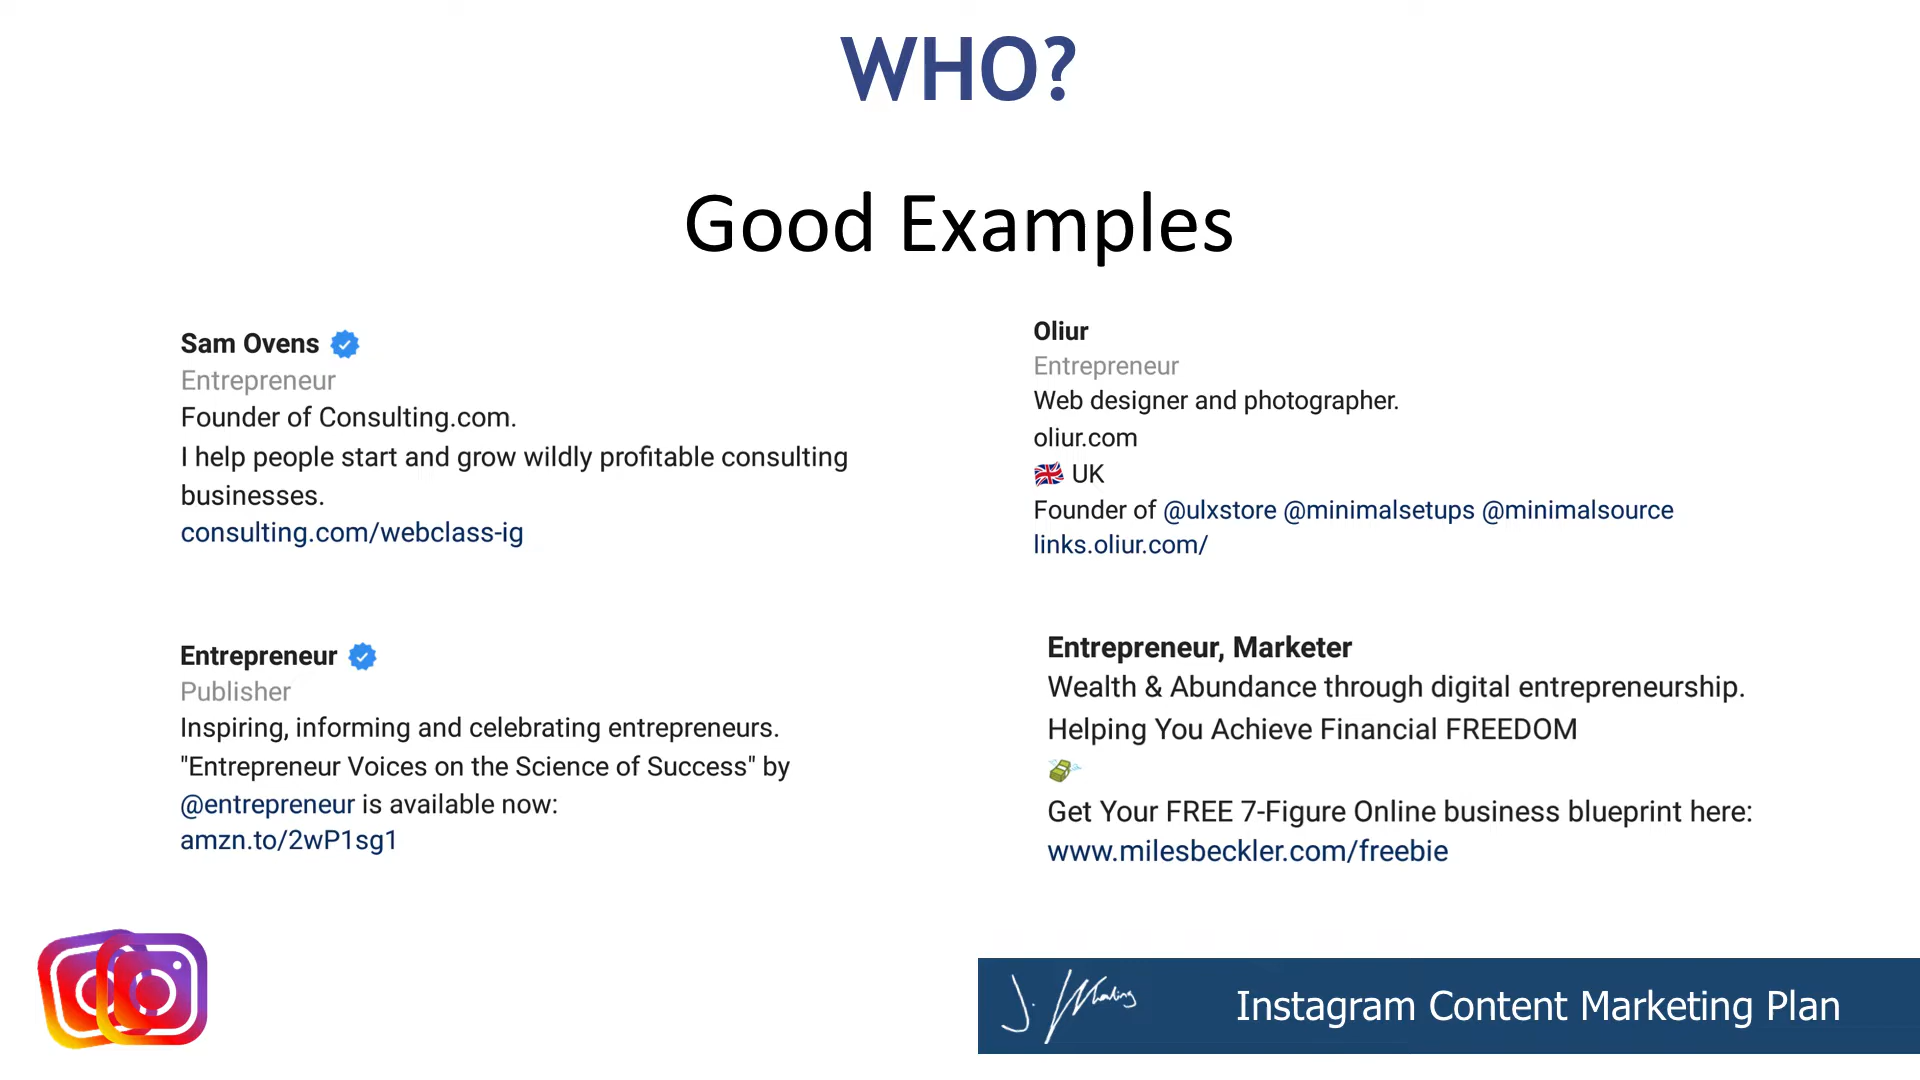 WHO?
Good Examples
Sam Ovens
Entrepreneur
Founder of Consulting.com.
I help people start and grow wildly profitable consulting
businesses.
consulting.com/webclass-ig
Oliur
Entrepreneur
Web designer and photographer.
oliur.com
🇬🇧 UK
Founder of @ulxstore @minimalsetups @minimalsource
links.oliur.com/
Entrepreneur
Publisher
Inspiring, informing and celebrating entrepreneurs.
"Entrepreneur Voices on the Science of Success" by
@entrepreneur is available now:
amzn.to/2wP1sg1
Entrepreneur, Marketer
Wealth & Abundance through digital entrepreneurship.
Helping You Achieve Financial FREEDOM
💸
Get Your FREE 7-Figure Online business blueprint here:
www.milesbeckler.com/freebie
Instagram Content Marketing Plan